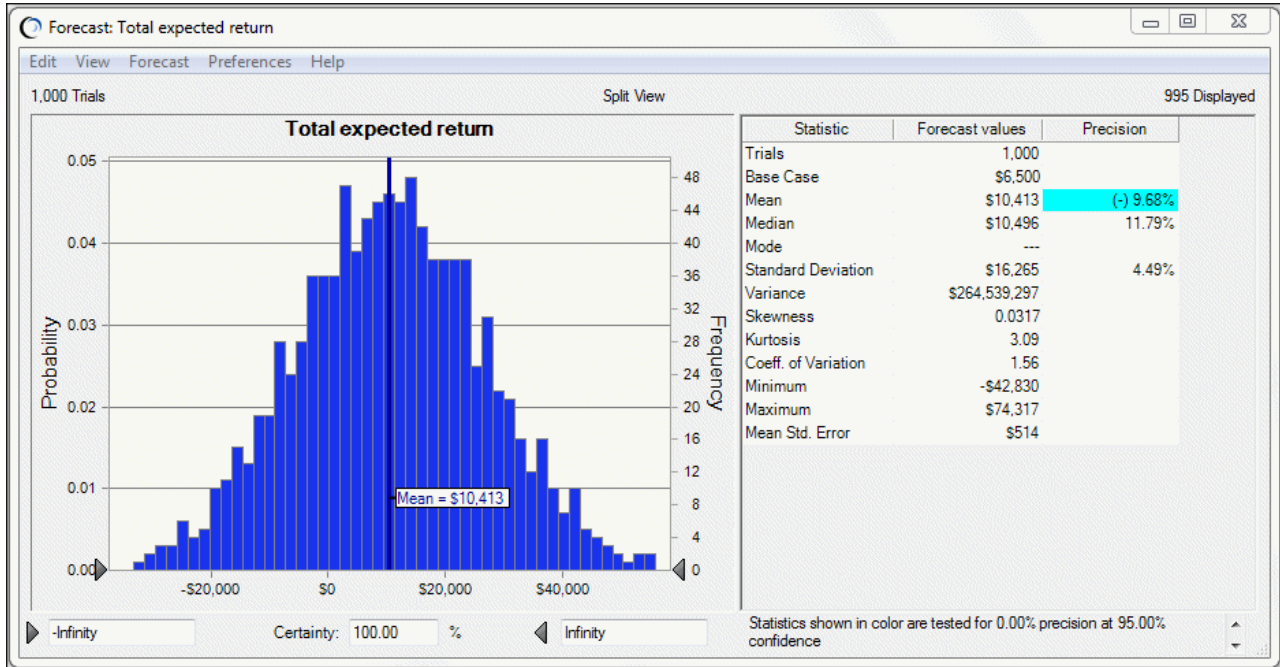 Forecast: Total expected return
Edit View Forecast Preferences Help
1,000 Trials Split View 995 Displayed
Total expected return
Probability
0.05
0.04
0.03
0.02
0.01
0.00
48
44
40
36
32
28
24
20
16
12
8
4
0
Frequency
Mean = $10,413
-$20,000 $0 $20,000 $40,000
Statistic Forecast values Precision
Trials 1,000
Base Case $6,500
Mean $10,413 (-) 9.68%
Median $10,496 11.79%
Mode ---
Standard Deviation $16,265 4.49%
Variance $264,539,297
Skewness 0.0317
Kurtosis 3.09
Coeff. of Variation 1.56
Minimum -$42,830
Maximum $74,317
Mean Std. Error $514
-Infinity Certainty: 100.00 % Infinity
Statistics shown in color are tested for 0.00% precision at 95.00%
confidence